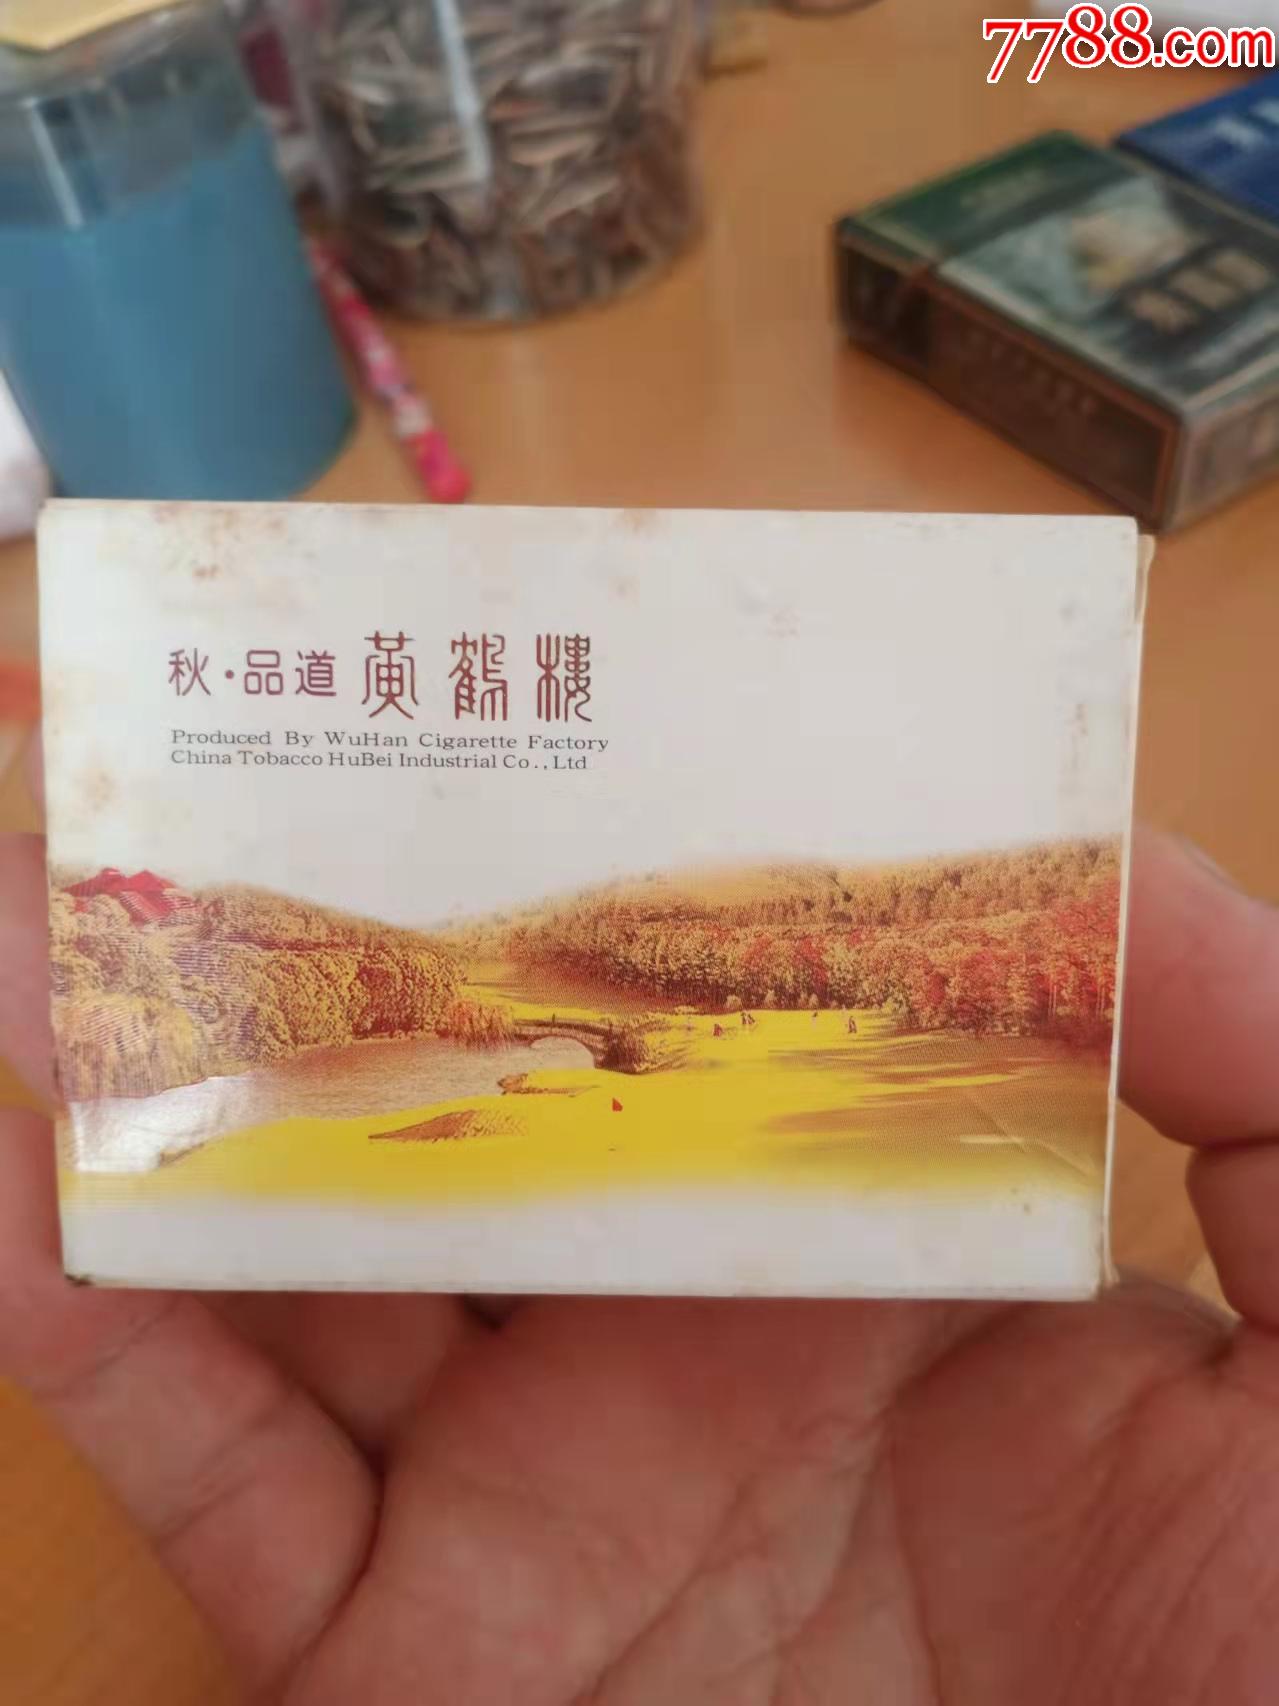 7788.com
秋·品道 黄鹤楼
Produced By WuHan Cigarette Factory
China Tobacco HuBei Industrial Co.,Ltd